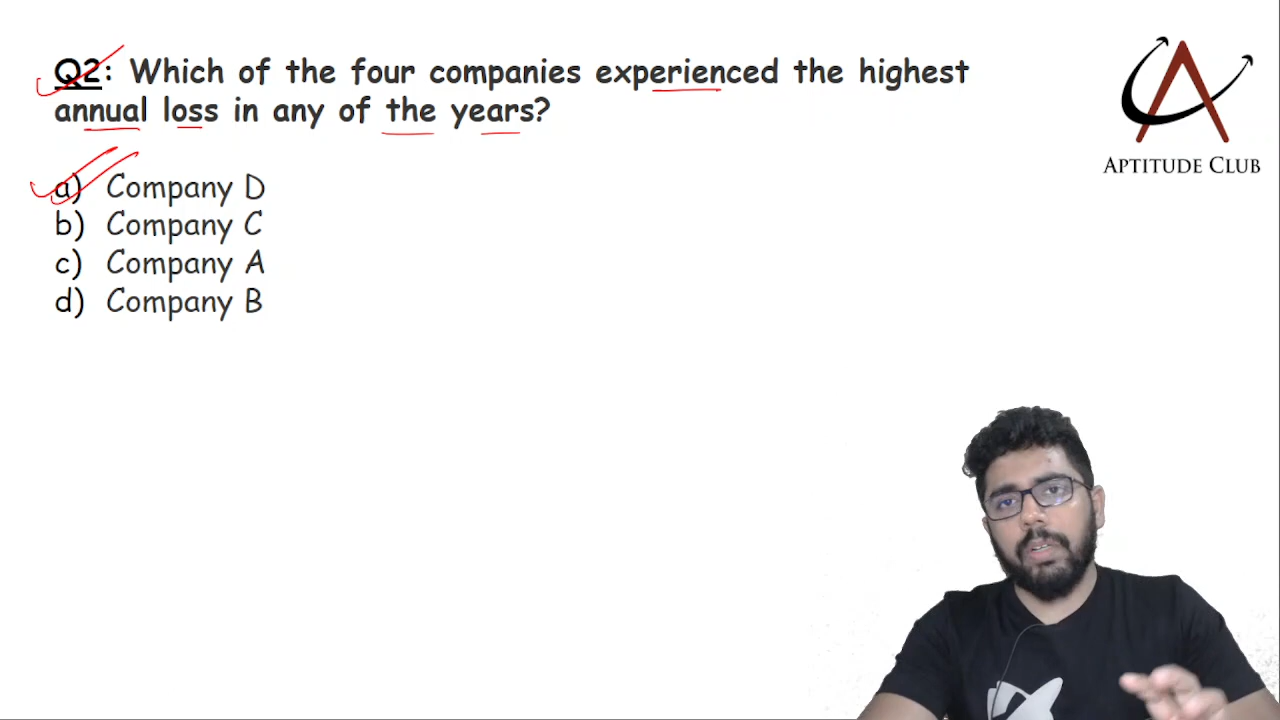 Q2: Which of the four companies experienced the highest
annual loss in any of the years?
a) Company D
b) Company C
c) Company A
d) Company B
APTITUDE CLUB